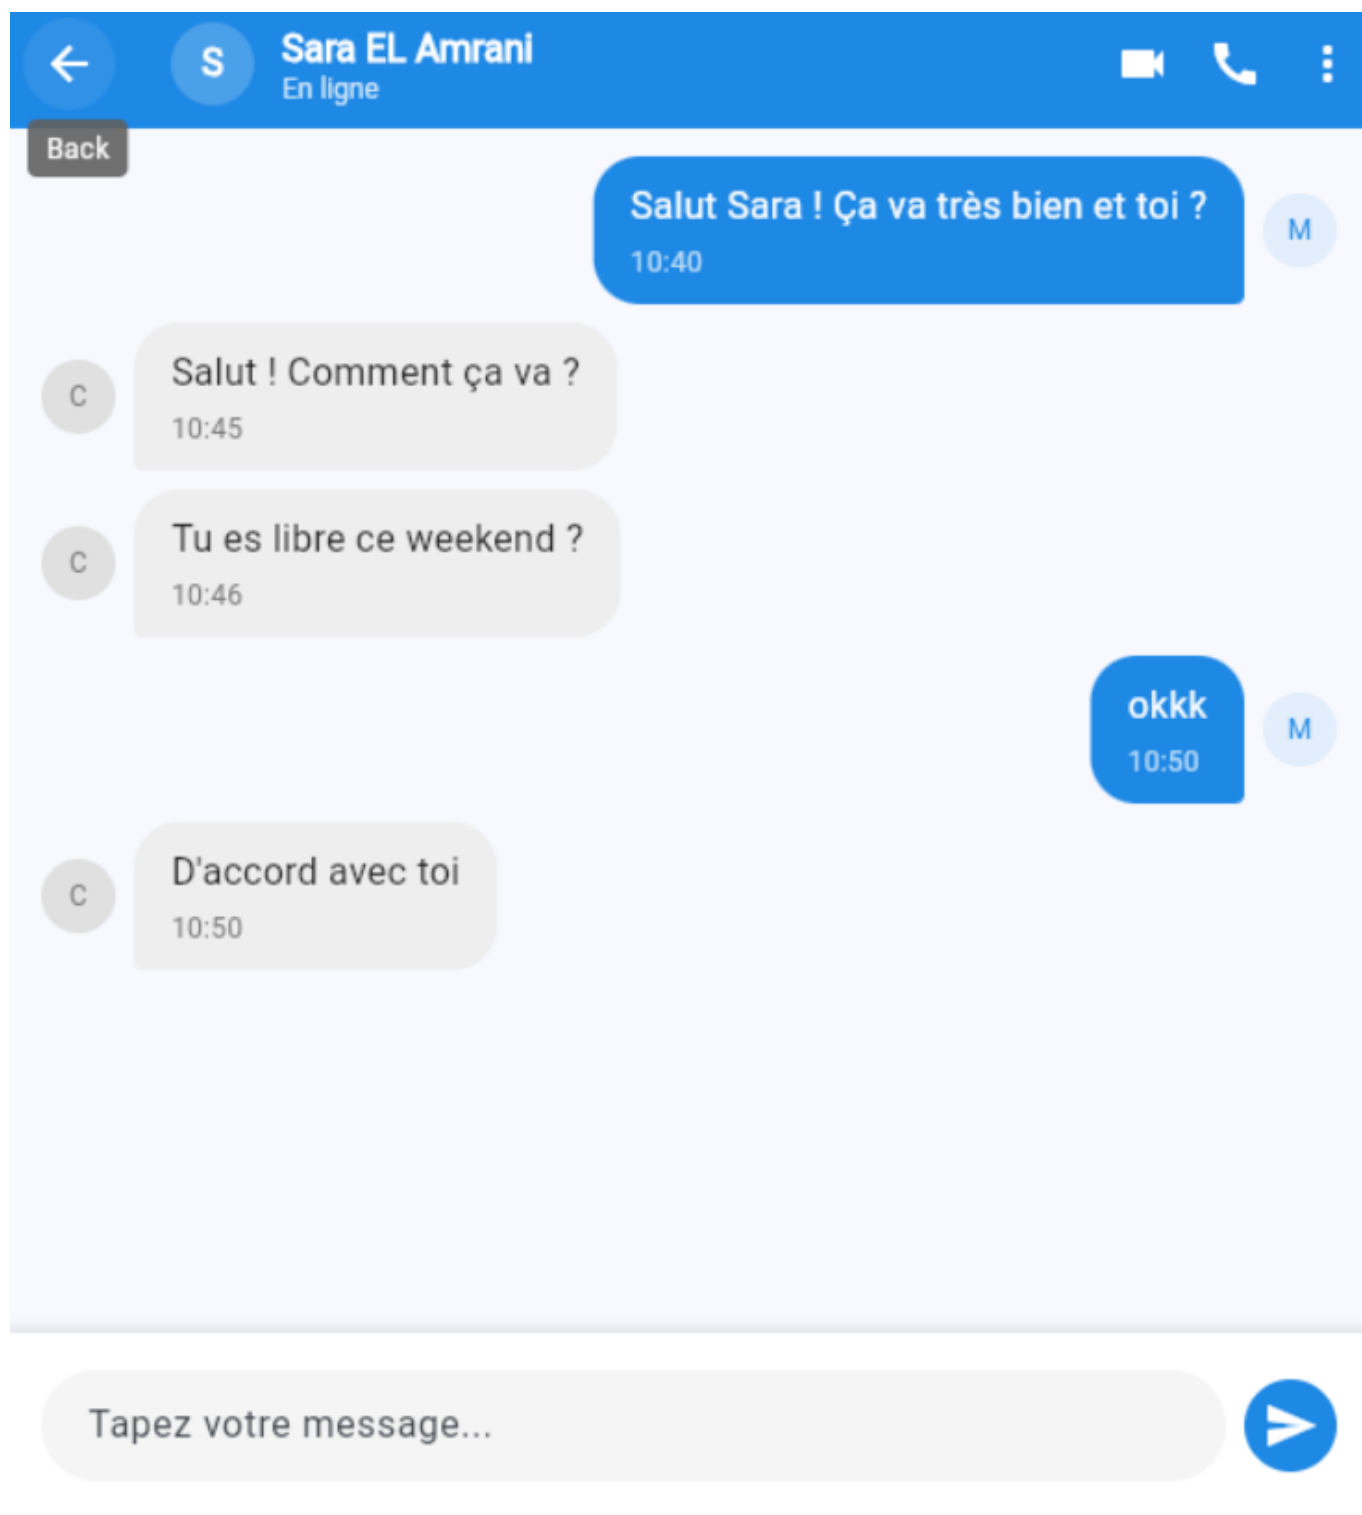 S
Sara EL Amrani
En ligne
Back
Salut Sara ! Ça va très bien et toi ?
10:40
M
C
Salut ! Comment ça va ?
10:45
C
Tu es libre ce weekend ?
10:46
okkk
10:50
M
C
D'accord avec toi
10:50
Tapez votre message...